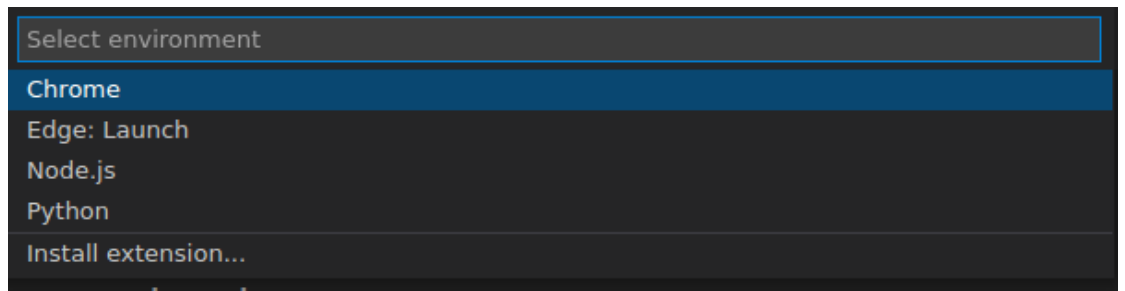 Select environment
Chrome
Edge: Launch
Node.js
Python
Install extension...